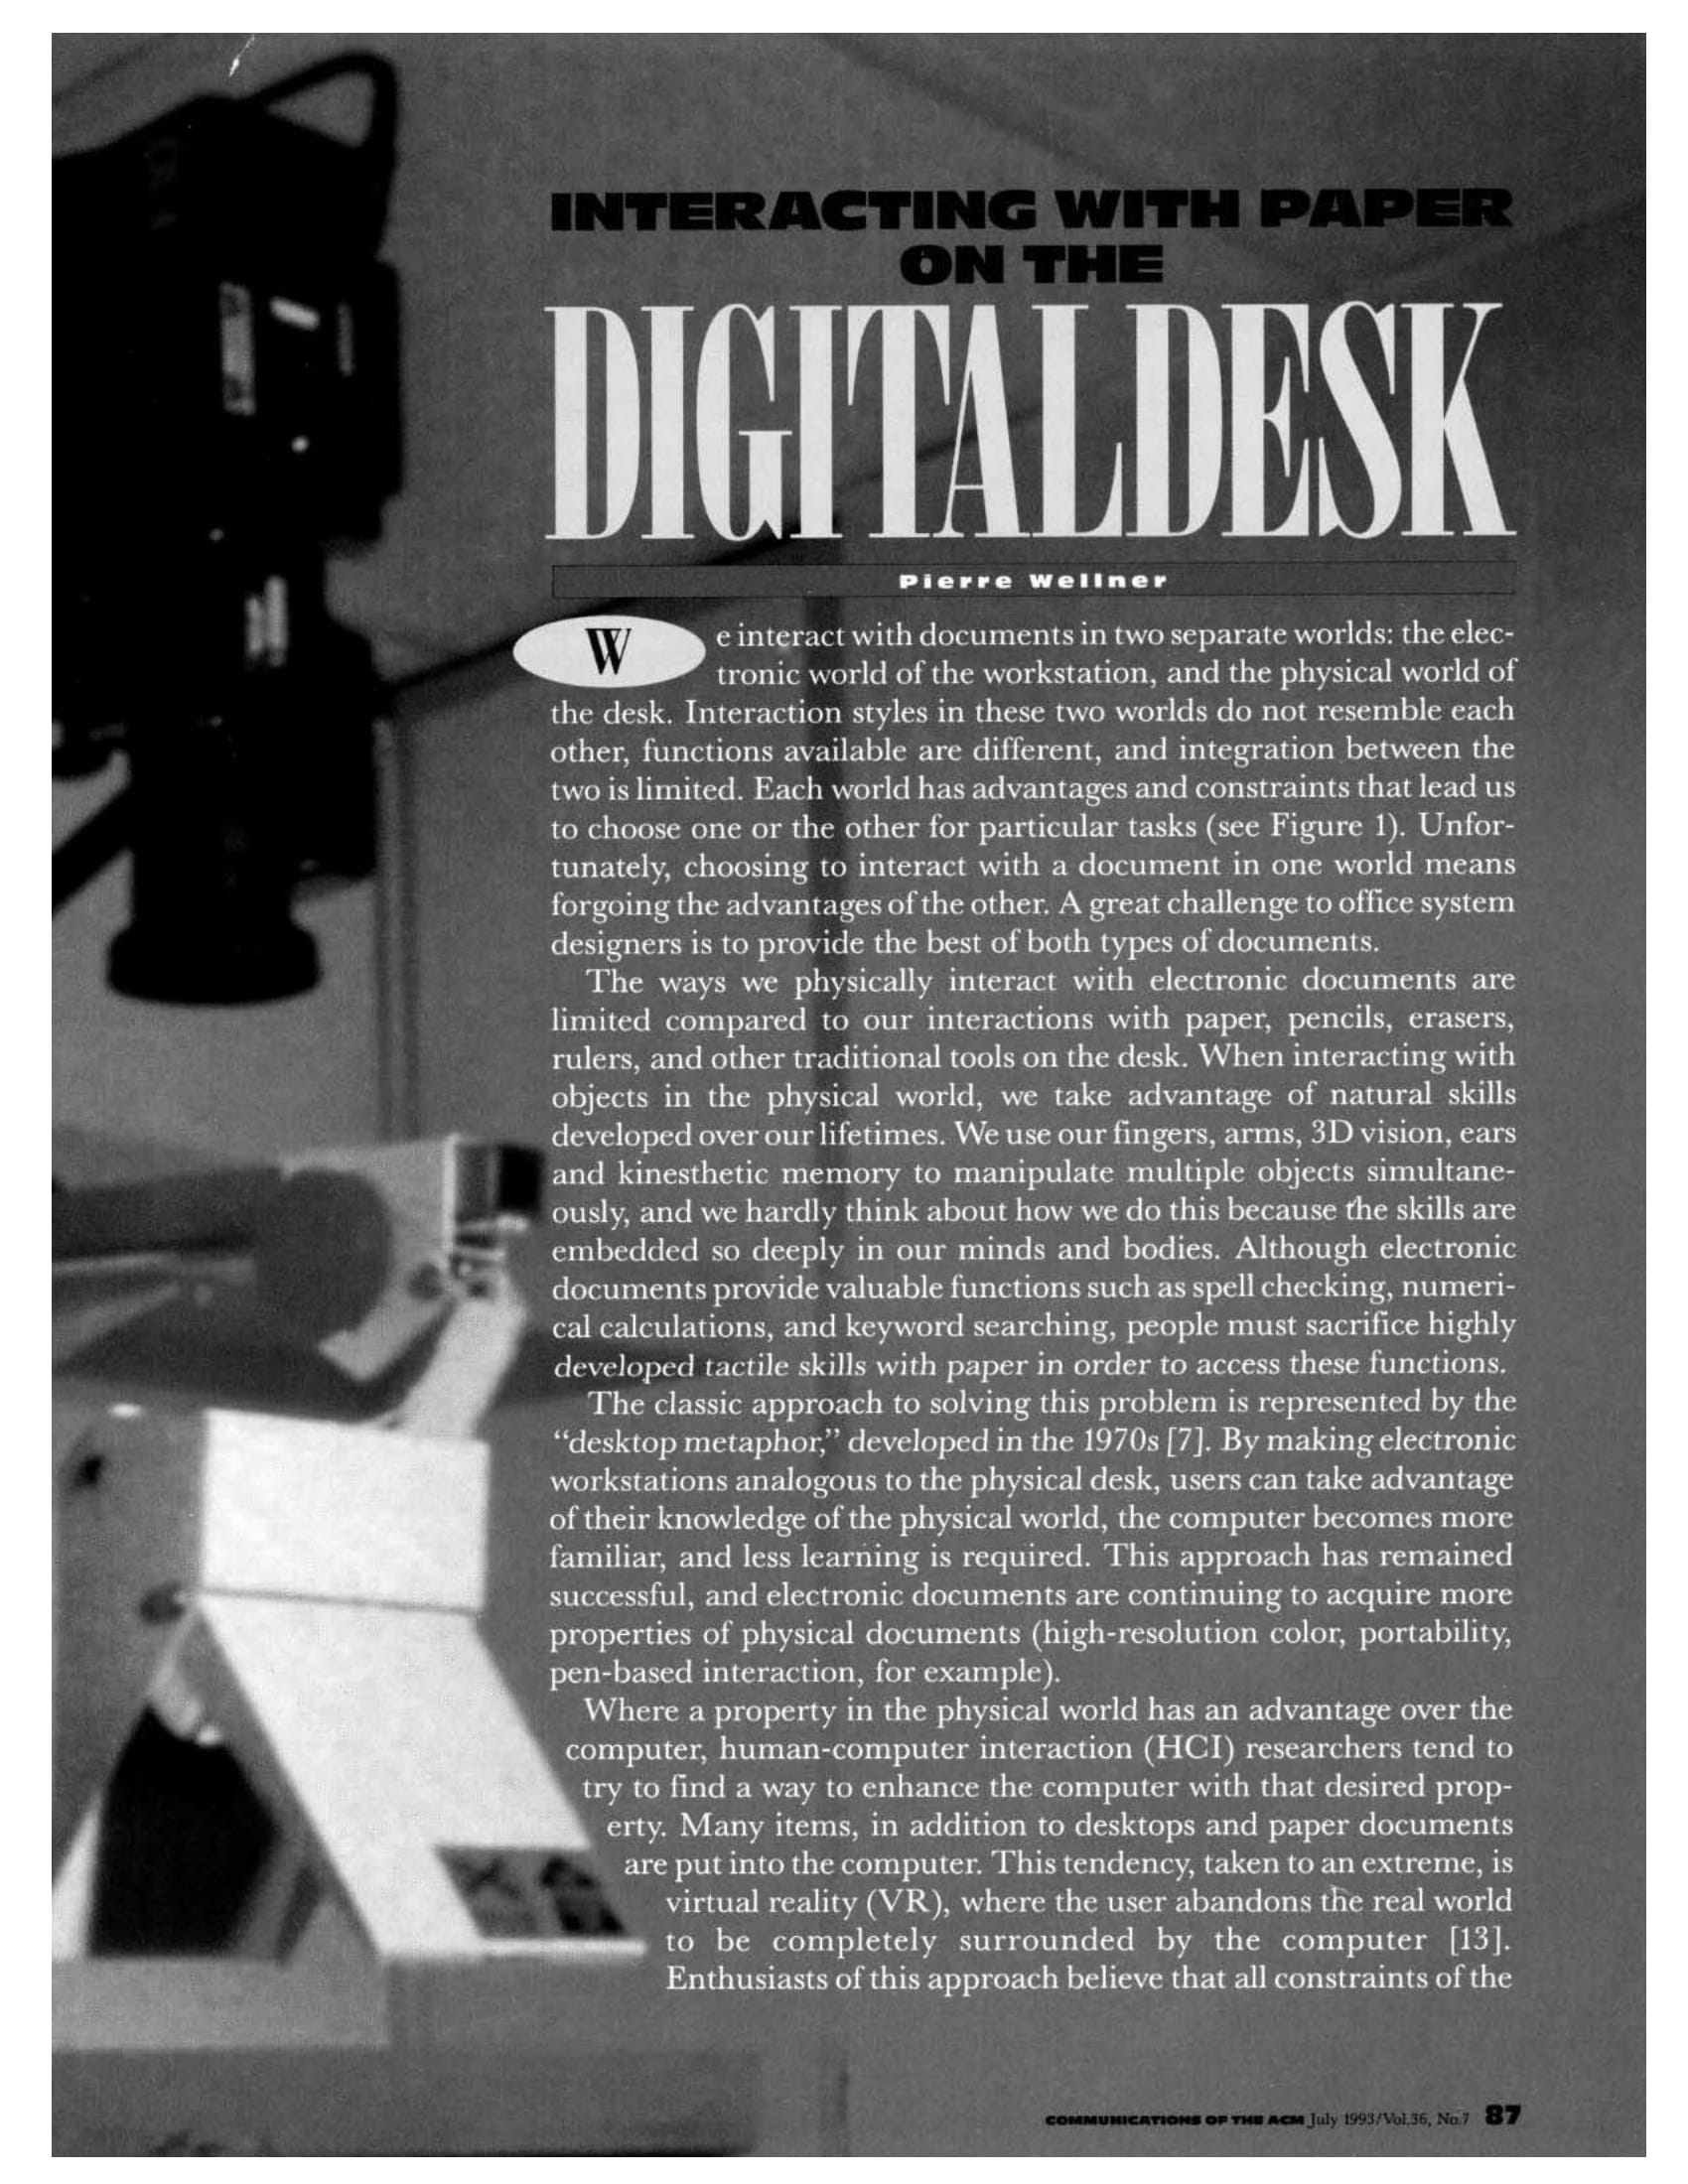 INTERACTING WITH PAPER
ON THE
DIGITALDESK
Pierre Wellner
We interact with documents in two separate worlds: the elec-
tronic world of the workstation, and the physical world of
the desk. Interaction styles in these two worlds do not resemble each
other, functions available are different, and integration between the
two is limited. Each world has advantages and constraints that lead us
to choose one or the other for particular tasks (see Figure 1). Unfor-
tunately, choosing to interact with a document in one world means
forgoing the advantages of the other. A great challenge to office system
designers is to provide the best of both types of documents.
The ways we physically interact with electronic documents are
limited compared to our interactions with paper, pencils, erasers,
rulers, and other traditional tools on the desk. When interacting with
objects in the physical world, we take advantage of natural skills
developed over our lifetimes. We use our fingers, arms, 3D vision, ears
and kinesthetic memory to manipulate multiple objects simultane-
ously, and we hardly think about how we do this because the skills are
embedded so deeply in our minds and bodies. Although electronic
documents provide valuable functions such as spell checking, numeri-
cal calculations, and keyword searching, people must sacrifice highly
developed tactile skills with paper in order to access these functions.
The classic approach to solving this problem is represented by the
“desktop metaphor,” developed in the 1970s [7]. By making electronic
workstations analogous to the physical desk, users can take advantage
of their knowledge of the physical world, the computer becomes more
familiar, and less learning is required. This approach has remained
successful, and electronic documents are continuing to acquire more
properties of physical documents (high-resolution color, portability,
pen-based interaction, for example).
Where a property in the physical world has an advantage over the
computer, human-computer interaction (HCI) researchers tend to
try to find a way to enhance the computer with that desired prop-
erty. Many items, in addition to desktops and paper documents
are put into the computer. This tendency, taken to an extreme, is
virtual reality (VR), where the user abandons the real world
to be completely surrounded by the computer [13].
Enthusiasts of this approach believe that all constraints of the
COMMUNICATIONS OF THE ACM July 1993/Vol.36, No.7 87